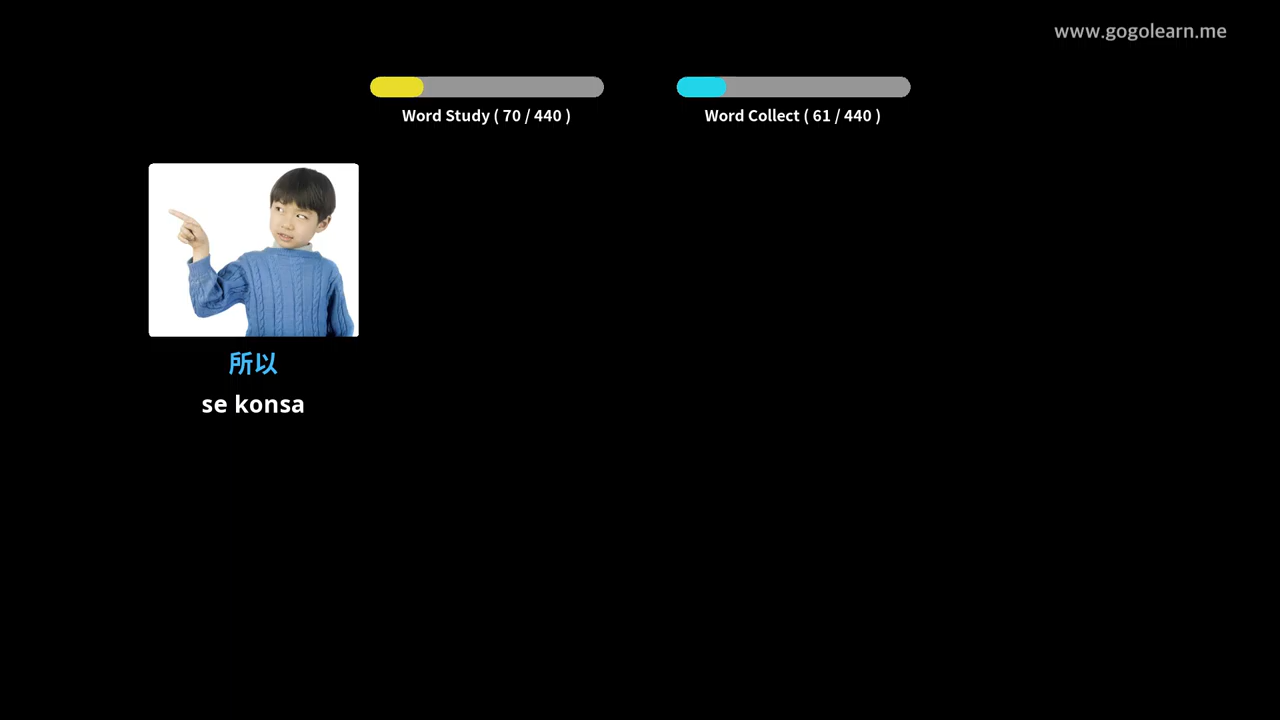 www.gogolearn.me
Word Study ( 70 / 440 )
Word Collect ( 61 / 440 )
所以
se konsa